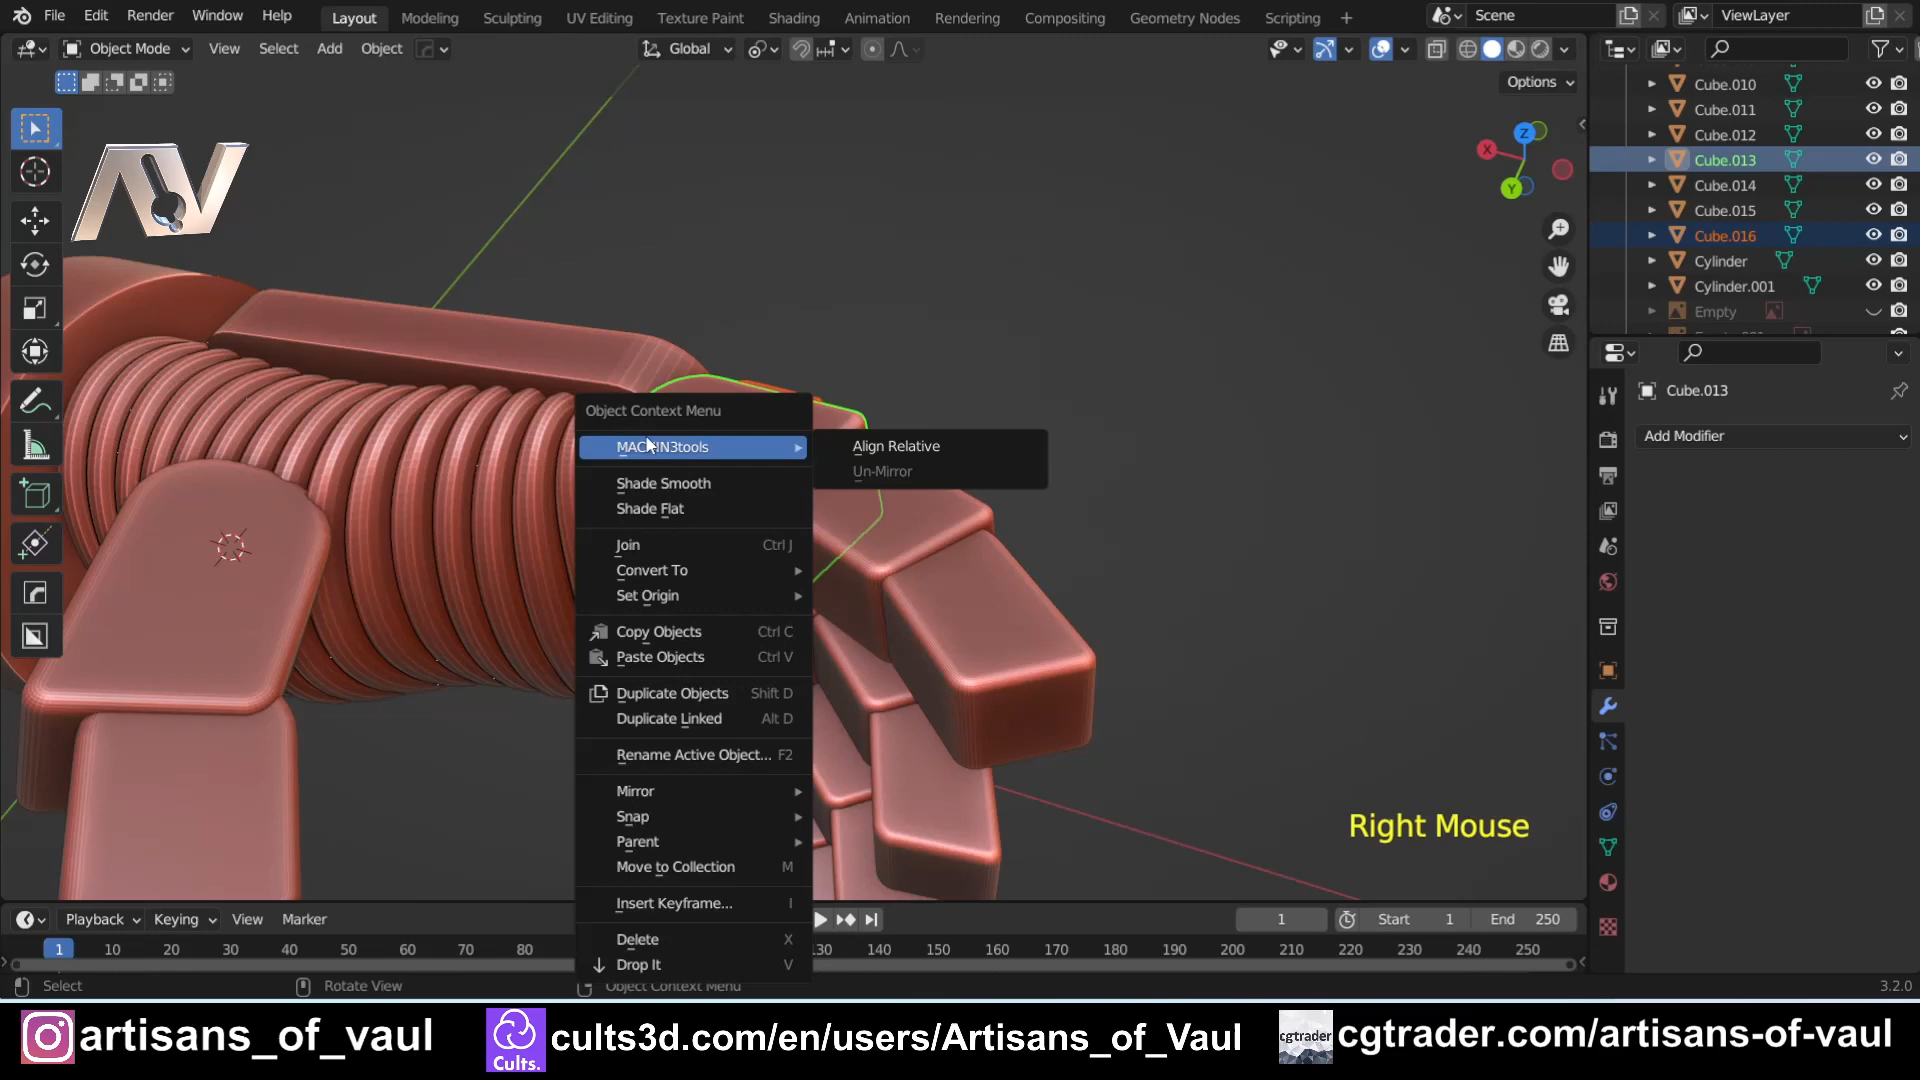 File Edit Render Window Help
Layout Modeling Sculpting UV Editing Texture Paint Shading Animation Rendering Compositing Geometry Nodes Scripting +
Scene ViewLayer
Object Mode View Select Add Object
Global
Options
Cube.010
Cube.011
Cube.012
Cube.013
Cube.014
Cube.015
Cube.016
Cylinder
Cylinder.001
Empty
X Y Z
Cube.013
Add Modifier
AV
Object Context Menu
MACHIN3tools
Align Relative
Un-Mirror
Shade Smooth
Shade Flat
Join Ctrl J
Convert To
Set Origin
Copy Objects Ctrl C
Paste Objects Ctrl V
Duplicate Objects Shift D
Duplicate Linked Alt D
Rename Active Object... F2
Mirror
Snap
Parent
Move to Collection M
Insert Keyframe... I
Delete X
Drop It V
Right Mouse
Playback Keying View Marker
1 Start 1 End 250
1 10 20 30 40 50 60 70 80 130 140 150 160 170 180 190 200 210 220 230 240 250
Select Rotate View Object Context Menu 3.2.0
artisans_of_vaul
Cults.
cults3d.com/en/users/Artisans_of_Vaul
cgtrader
cgtrader.com/artisans-of-vaul